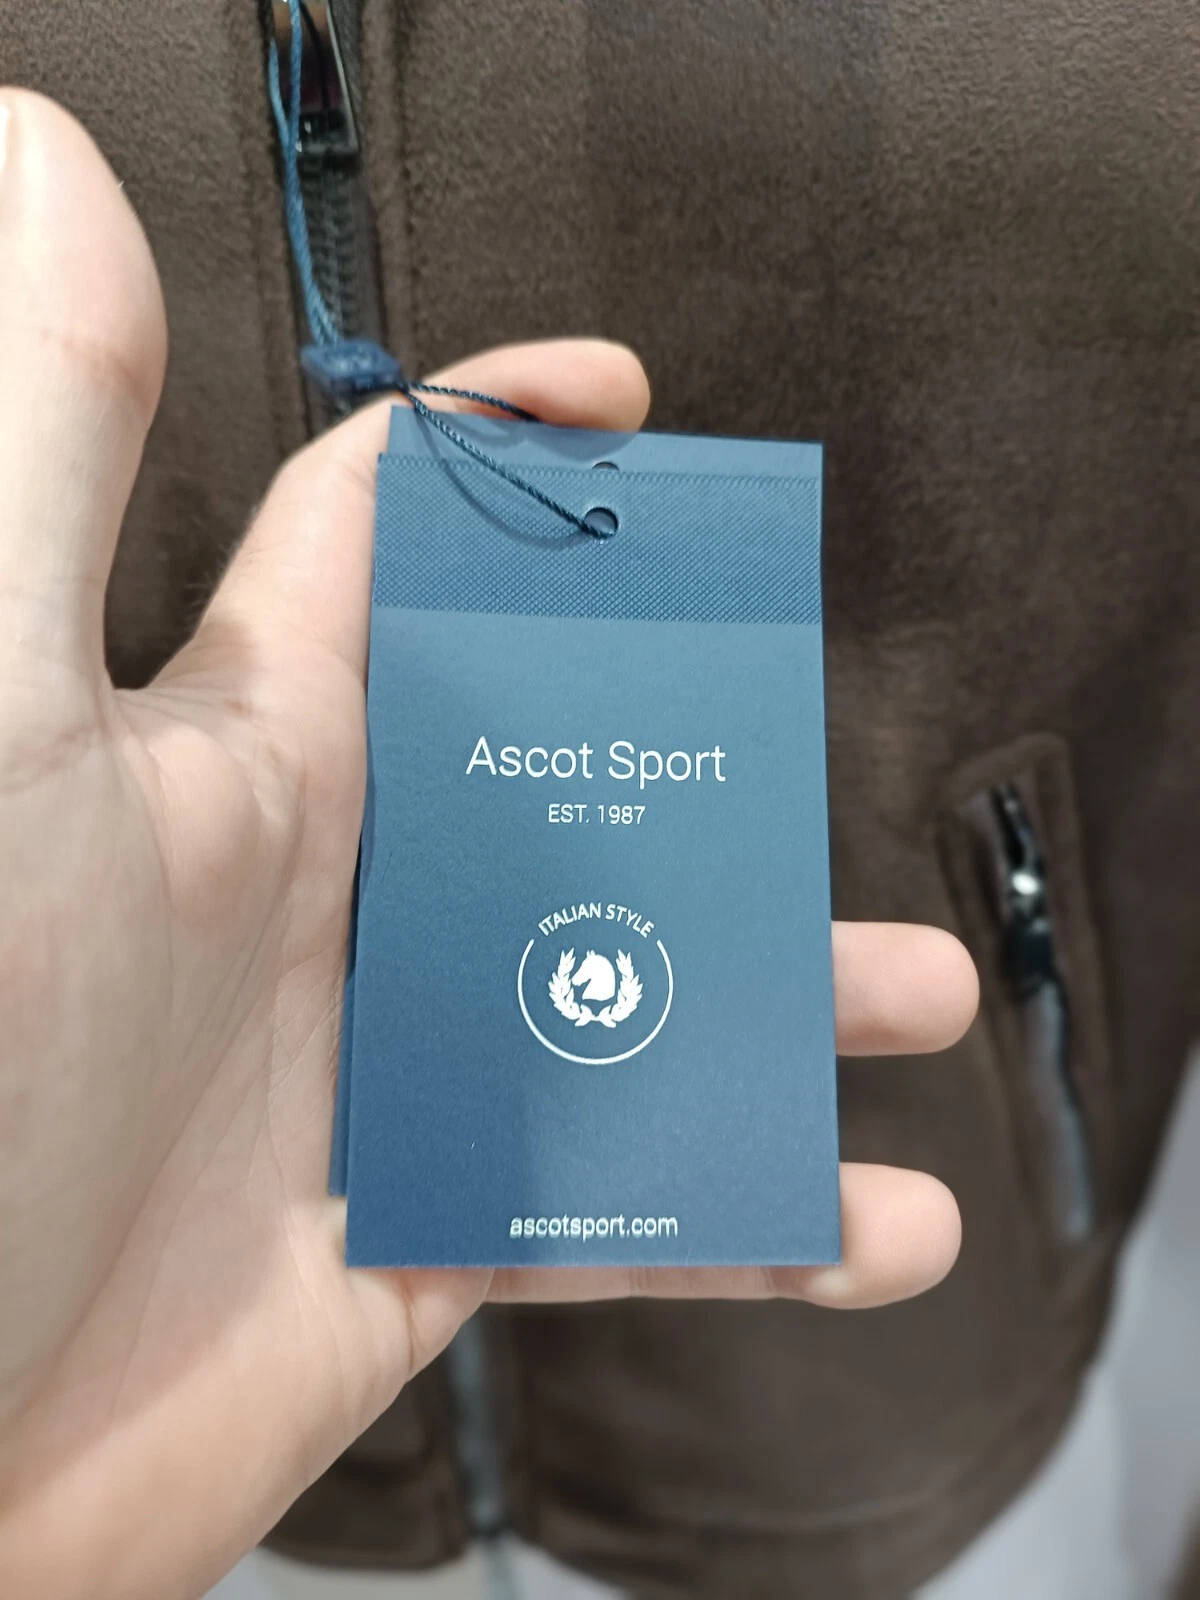 Ascot Sport
EST. 1987
ITALIAN STYLE
ascotsport.com